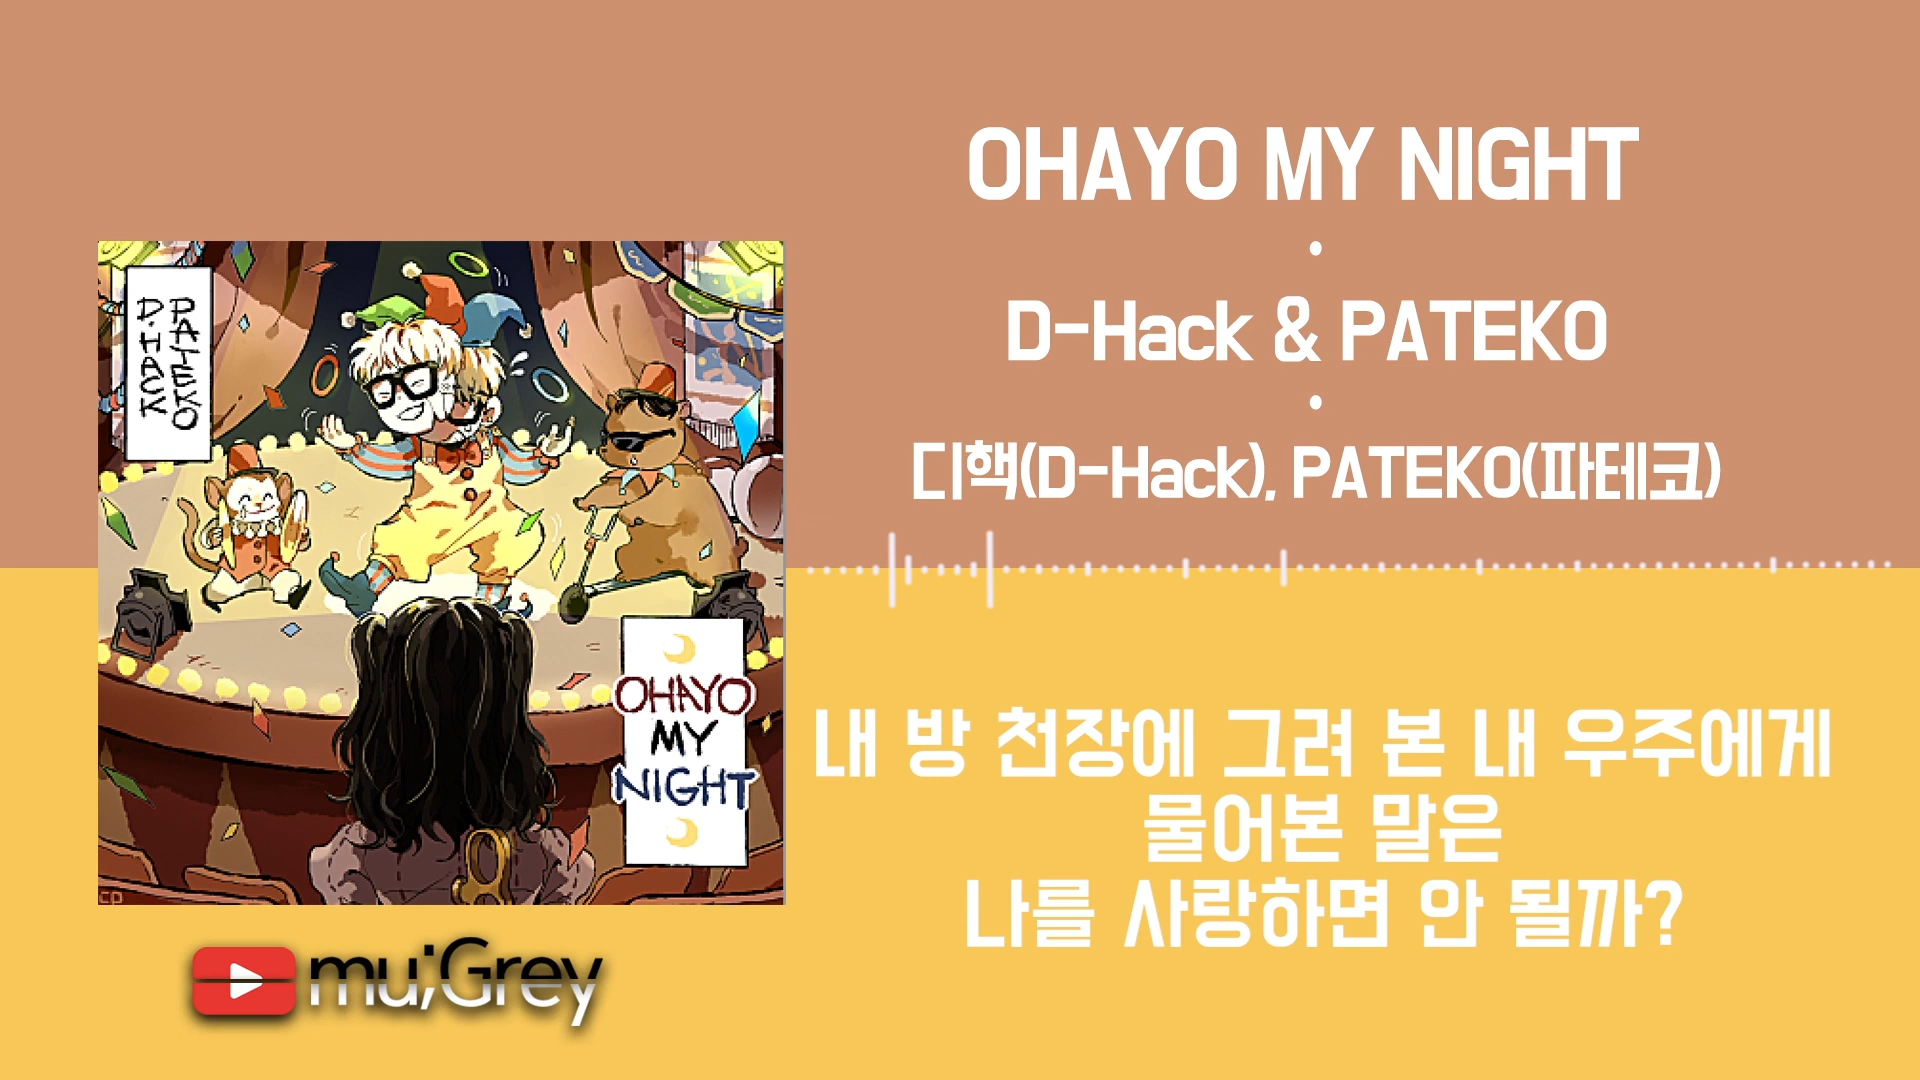 OHAYO MY NIGHT
D-Hack & PATEKO
디핵(D-Hack), PATEKO(파테코)
PATEKO
D.HACK
OHAYO
MY
NIGHT
내 방 천장에 그려 본 내 우주에게
물어본 말은
나를 사랑하면 안 될까?
mu;Grey